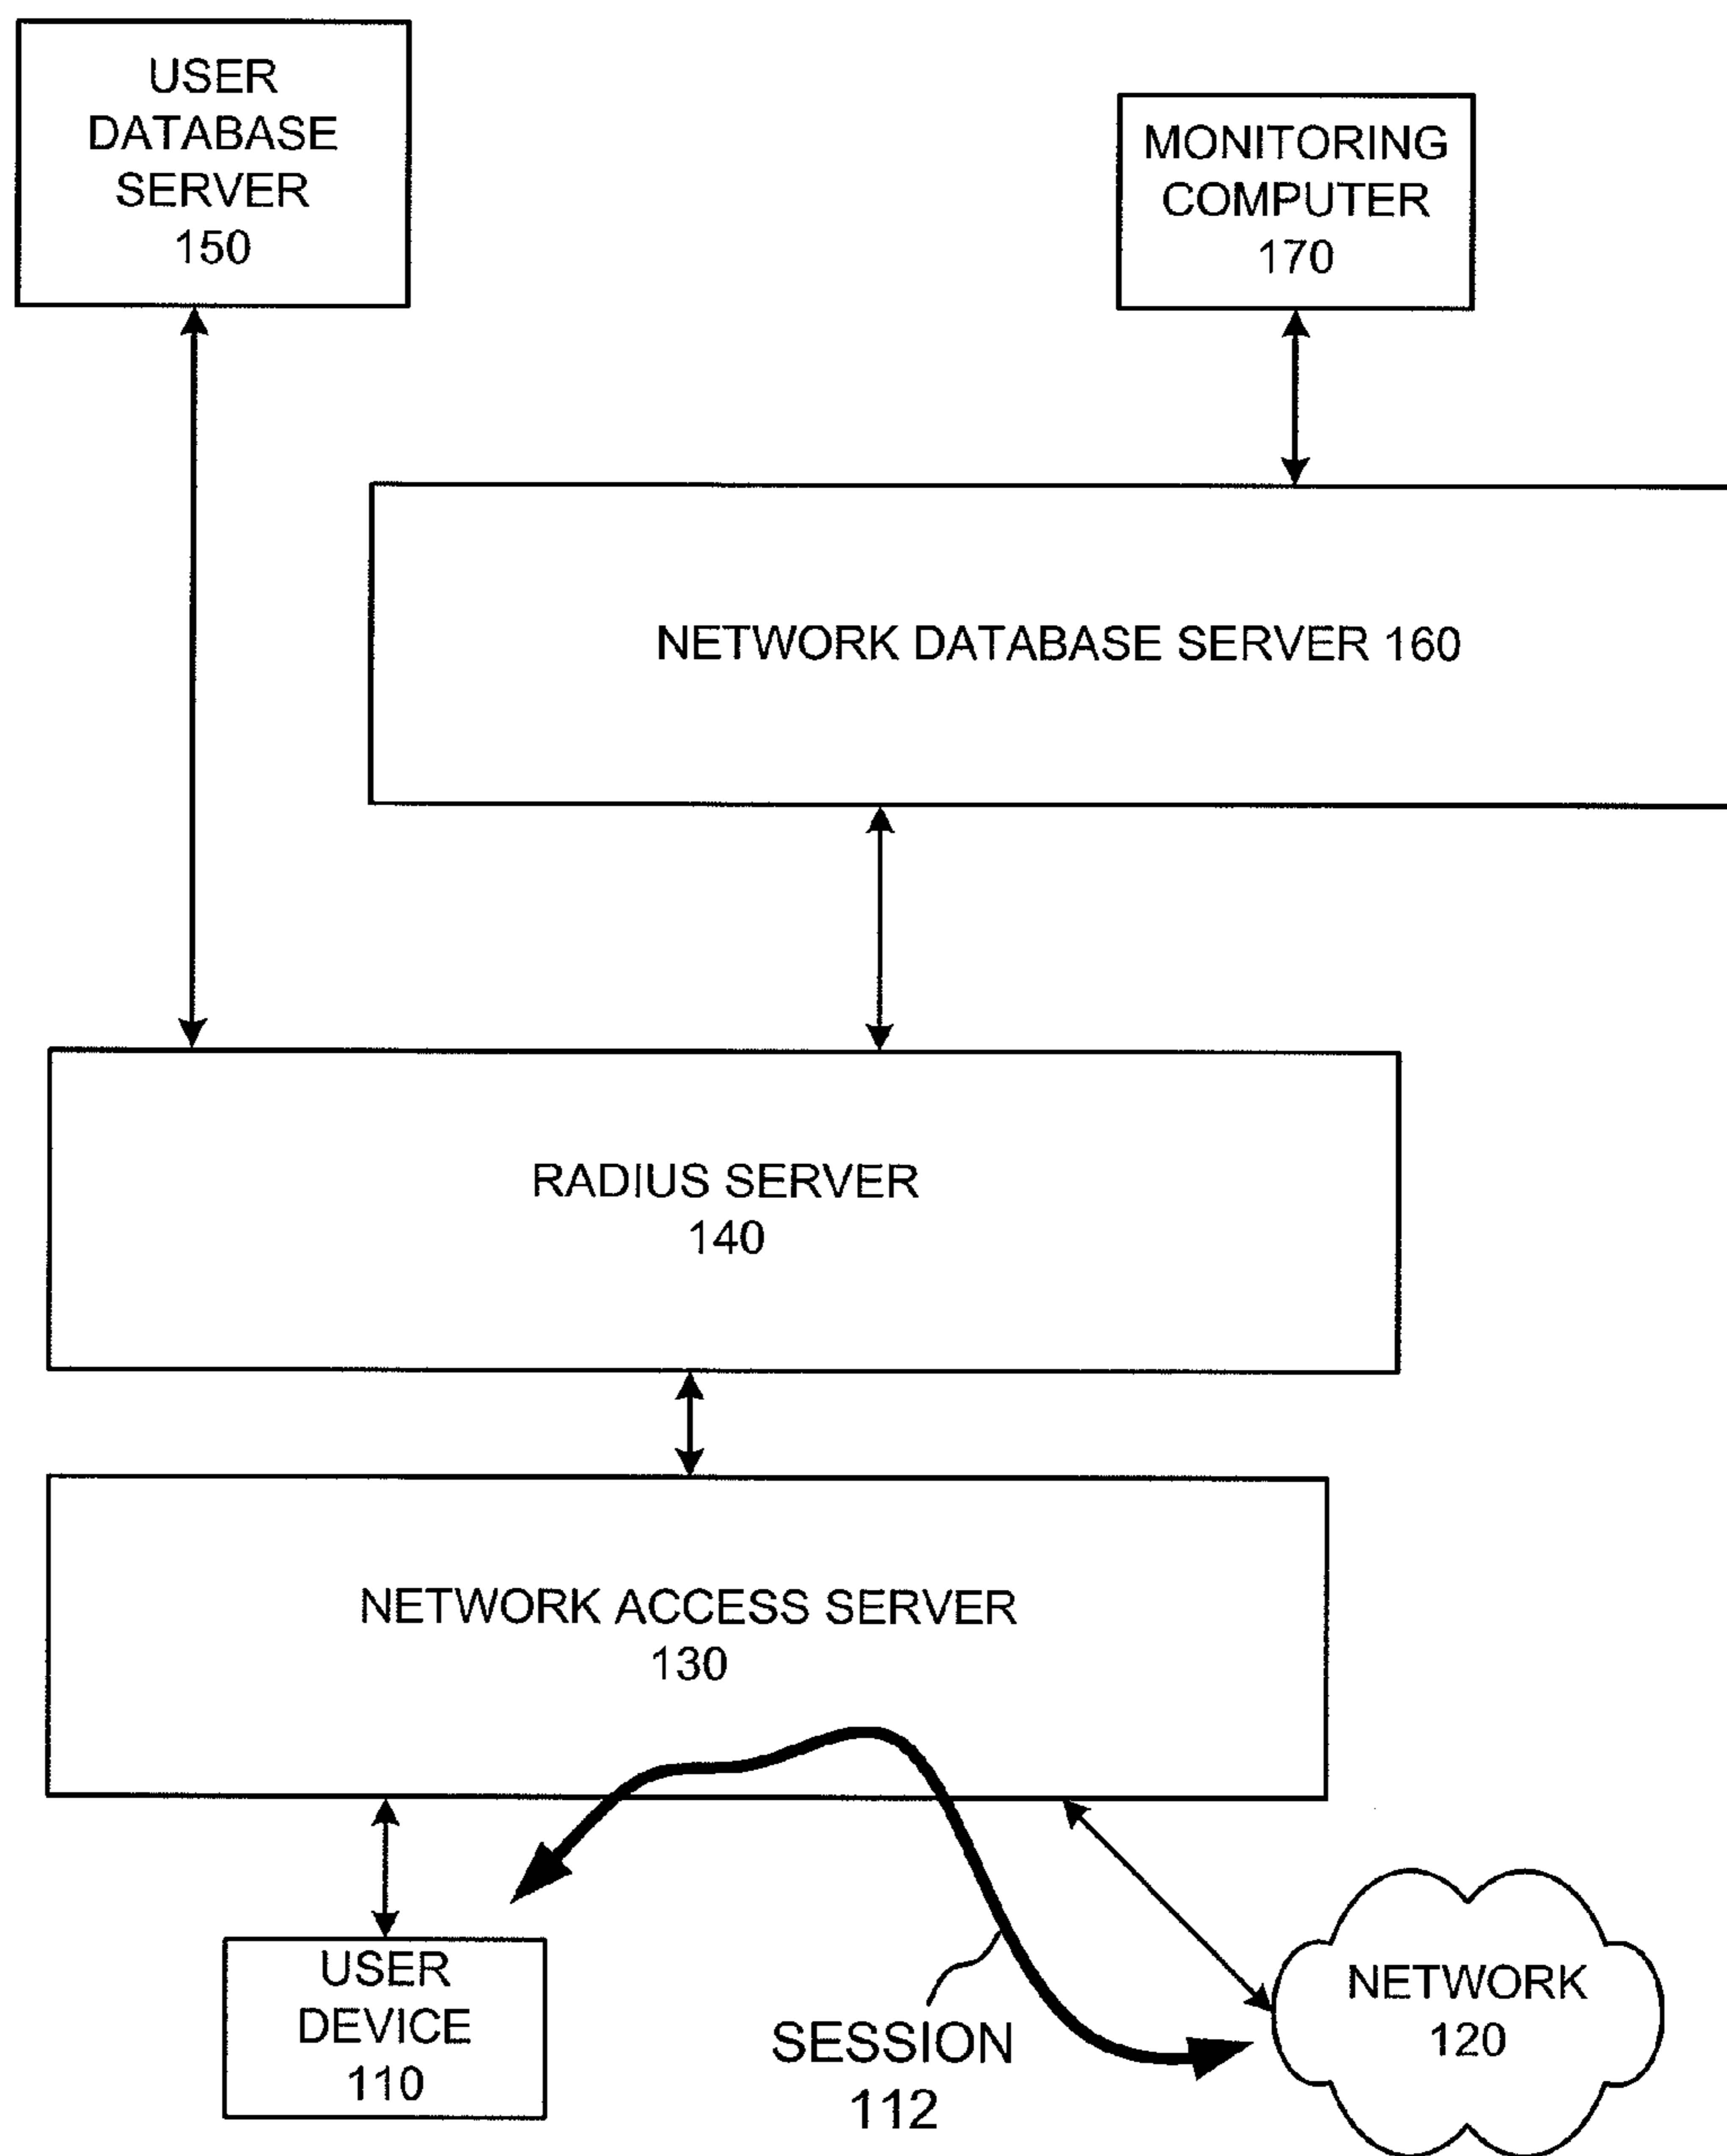 USER
DATABASE
SERVER
150
MONITORING
COMPUTER
170
NETWORK DATABASE SERVER 160
RADIUS SERVER
140
NETWORK ACCESS SERVER
130
USER
DEVICE
110
SESSION
112
NETWORK
120